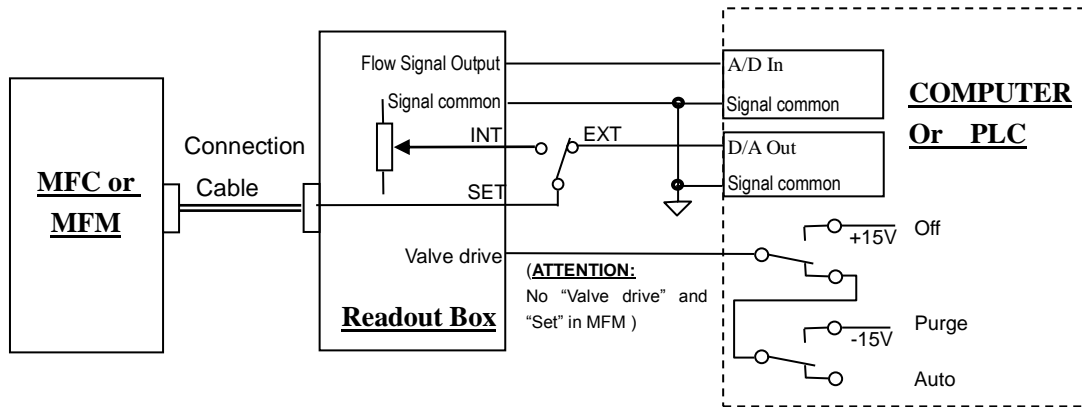 MFC or
MFM
Connection
Cable
Flow Signal Output
Signal common
INT
EXT
SET
Valve drive
Readout Box
(ATTENTION:
No “Valve drive” and
“Set” in MFM )
A/D In
Signal common
D/A Out
Signal common
COMPUTER
Or PLC
+15V
Off
-15V
Purge
Auto